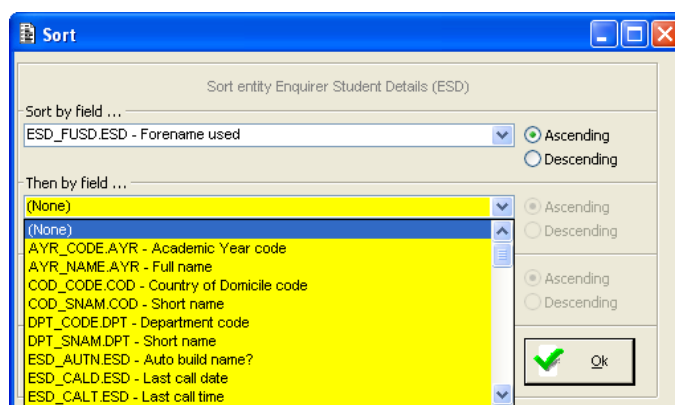 Sort
Sort entity Enquirer Student Details (ESD)
Sort by field ...
ESD_FUSD.ESD - Forename used
Ascending
Descending
Then by field ...
(None)
Ascending
Descending
(None)
AYR_CODE.AYR - Academic Year code
AYR_NAME.AYR - Full name
COD_CODE.COD - Country of Domicile code
COD_SNAM.COD - Short name
DPT_CODE.DPT - Department code
DPT_SNAM.DPT - Short name
ESD_AUTN.ESD - Auto build name?
ESD_CALD.ESD - Last call date
ESD_CALT.ESD - Last call time
Ascending
Descending
Ok